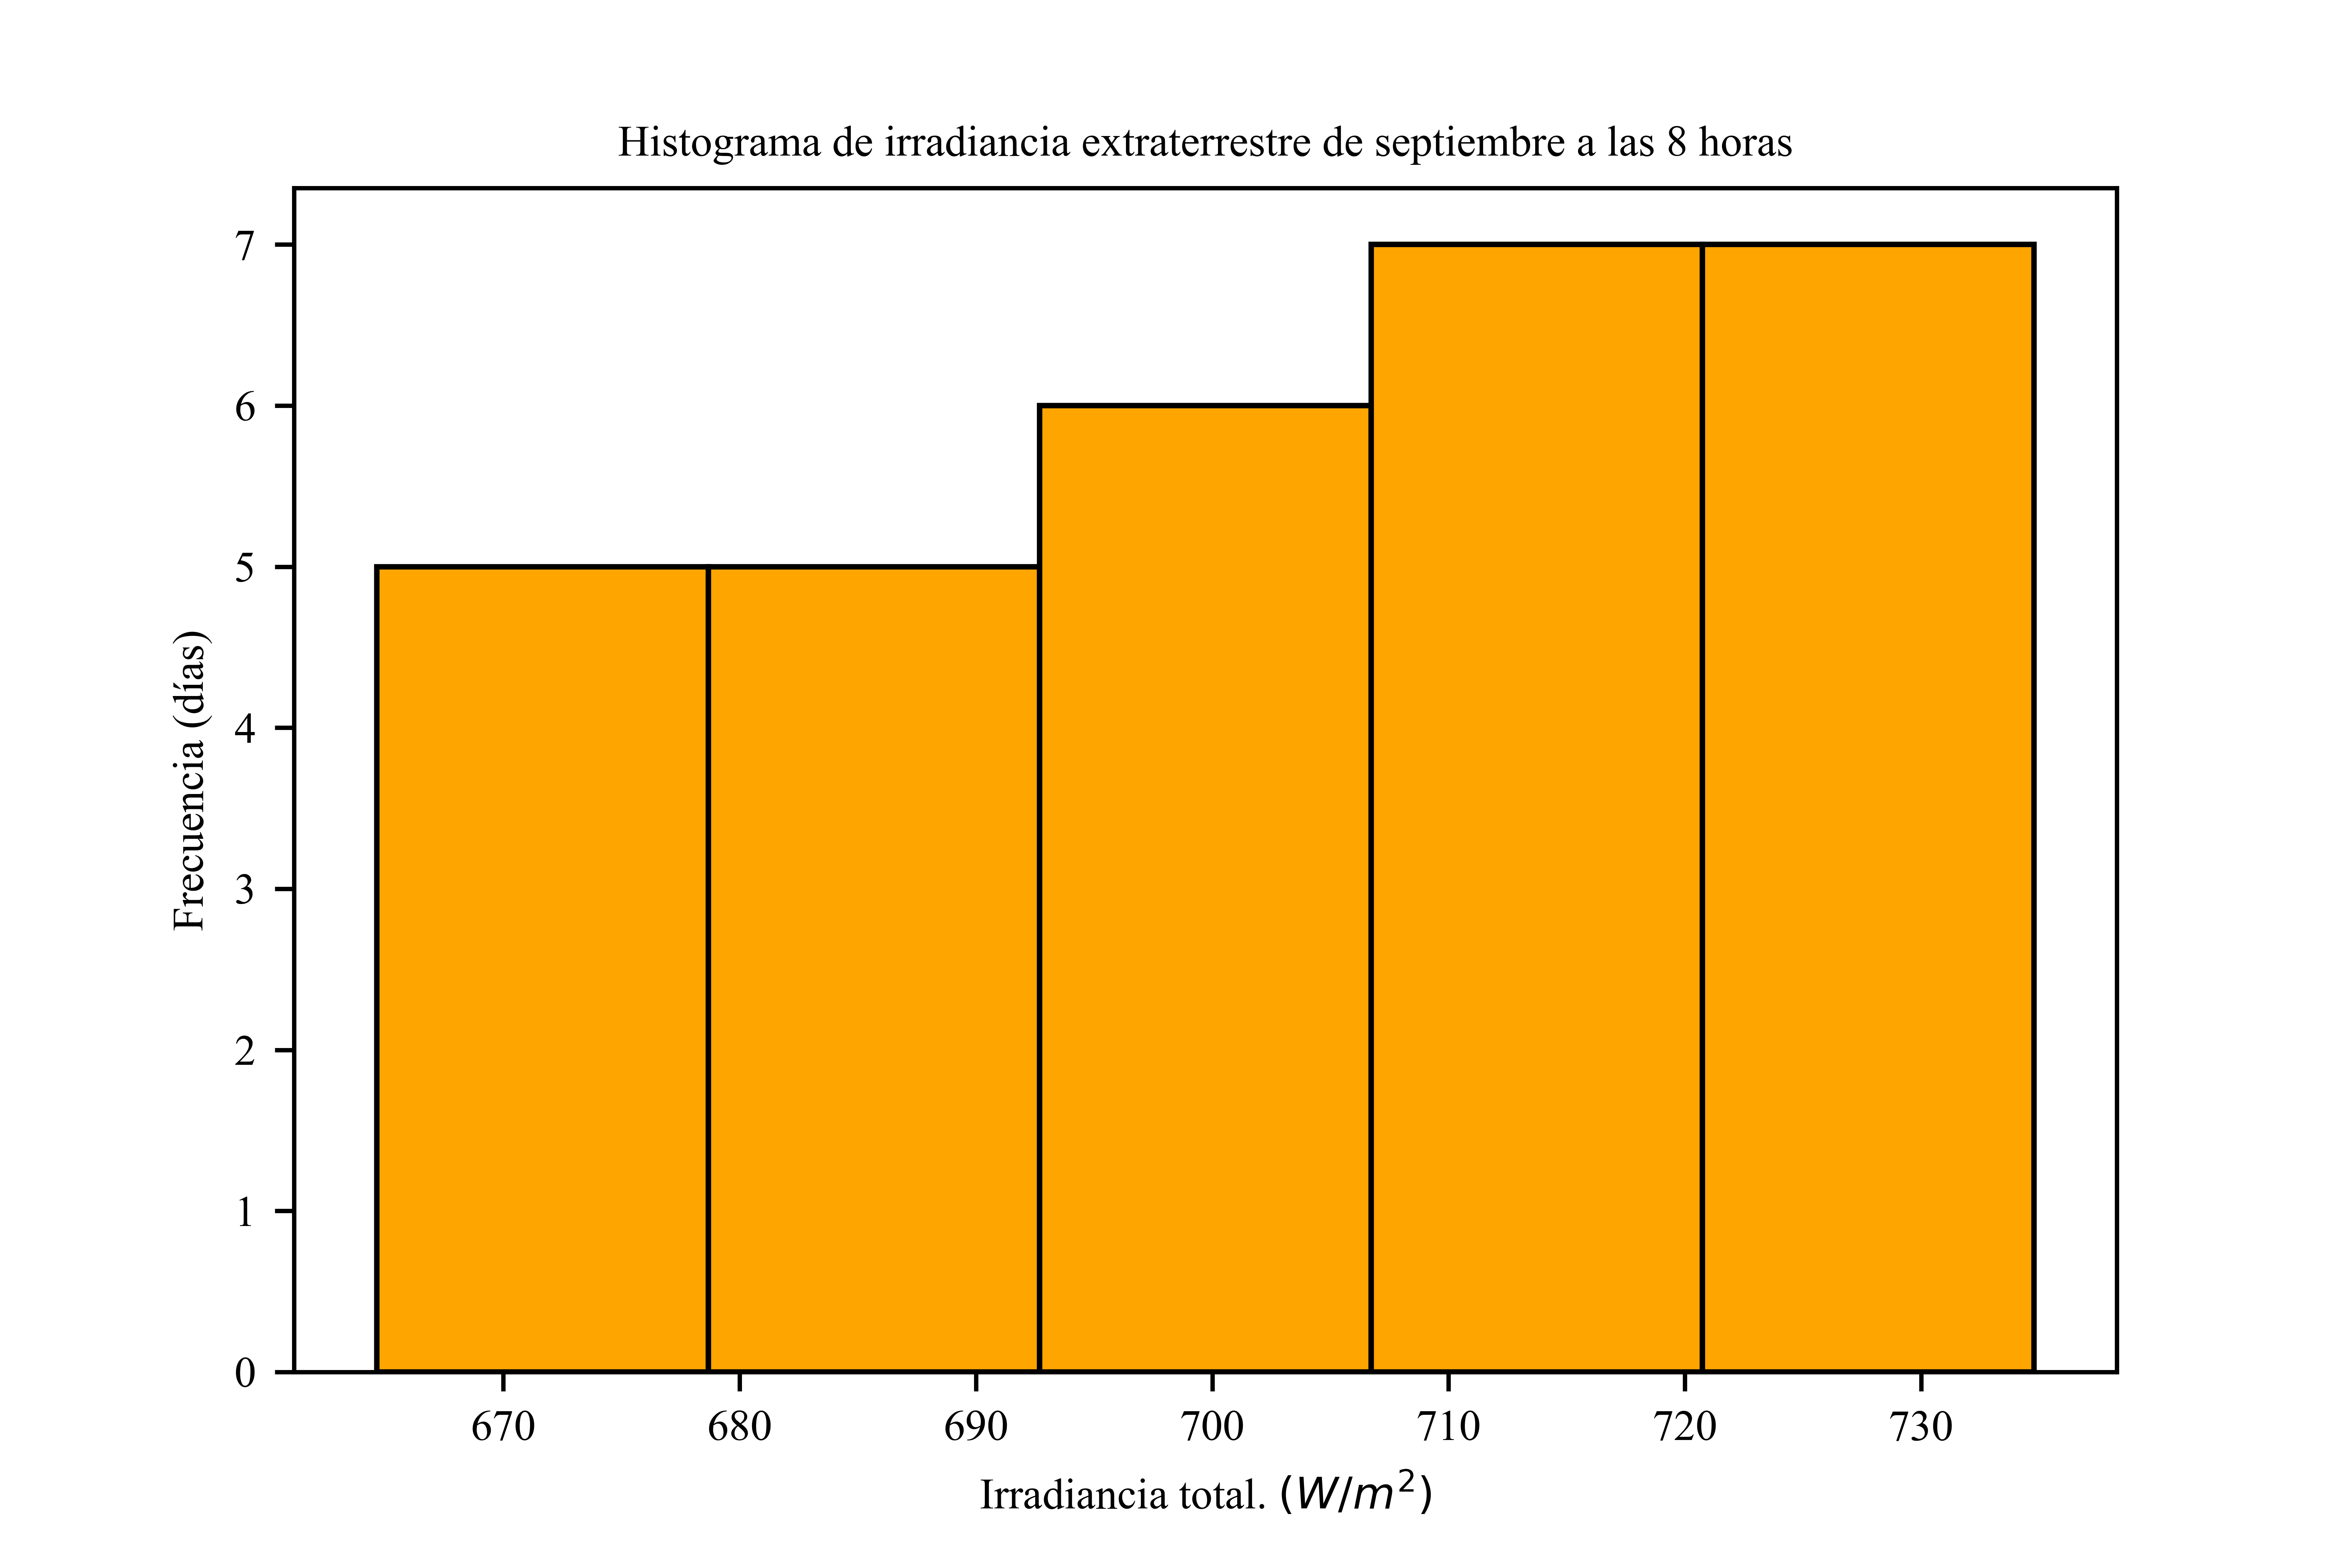 Histograma de irradiancia extraterrestre de septiembre a las 8 horas
7
6
5
4
3
2
1
0
Frecuencia (días)
670 680 690 700 710 720 730
Irradiancia total. (W/m²)